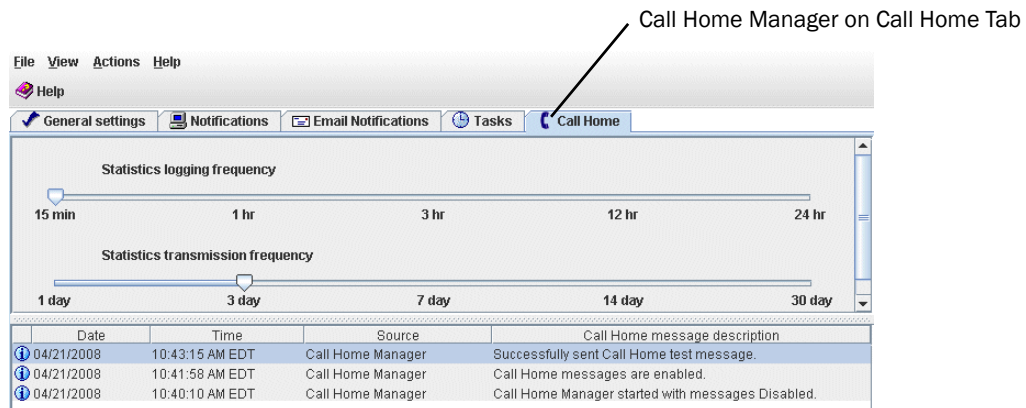 Call Home Manager on Call Home Tab
File View Actions Help
Help
General settings Notifications Email Notifications Tasks Call Home
Statistics logging frequency
15 min 1 hr 3 hr 12 hr 24 hr
Statistics transmission frequency
1 day 3 day 7 day 14 day 30 day
Date Time Source Call Home message description
04/21/2008 10:43:15 AM EDT Call Home Manager Successfully sent Call Home test message.
04/21/2008 10:41:58 AM EDT Call Home Manager Call Home messages are enabled.
04/21/2008 10:40:10 AM EDT Call Home Manager Call Home Manager started with messages Disabled.